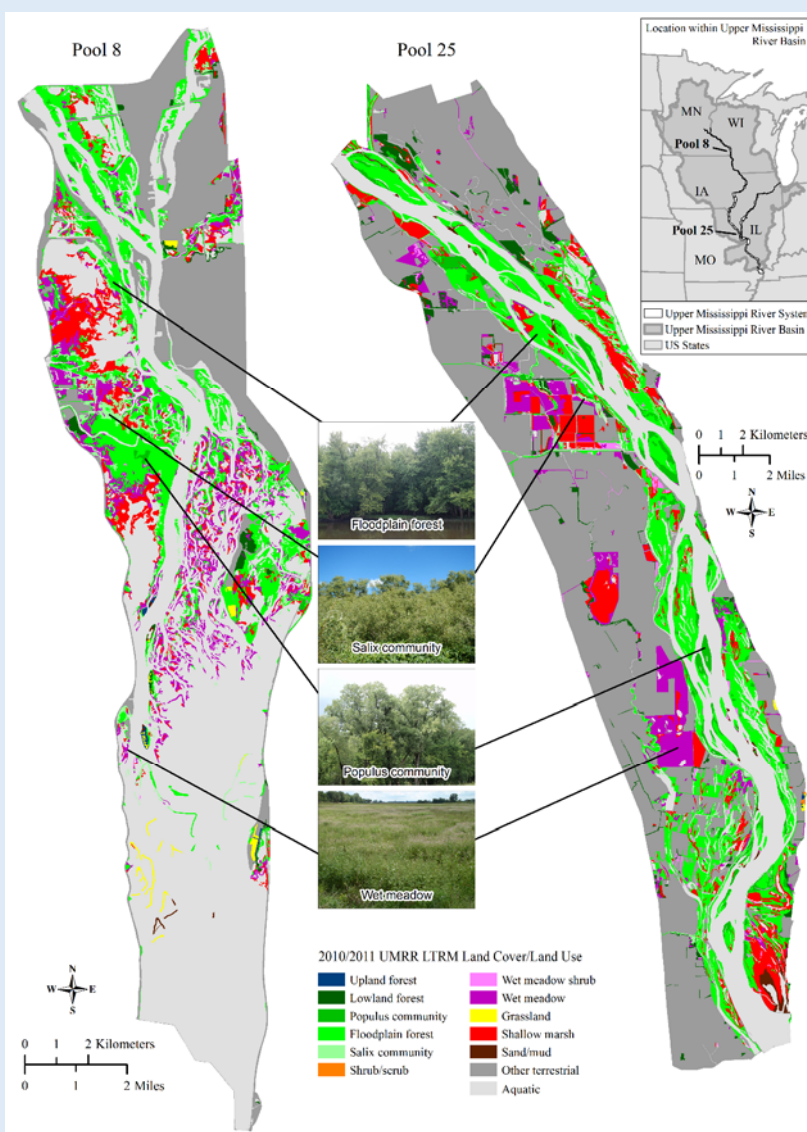 Pool 8
Pool 25
Location within Upper Mississippi
River Basin
MN
WI
Pool 8
IA
IL
Pool 25
MO
Upper Mississippi River System
Upper Mississippi River Basin
US States
0 1 2 Kilometers
0 1 2 Miles
N
W E
S
Floodplain forest
Salix community
Populus community
Wet meadow
2010/2011 UMRR LTRM Land Cover/Land Use
Upland forest
Lowland forest
Populus community
Floodplain forest
Salix community
Shrub/scrub
Wet meadow shrub
Wet meadow
Grassland
Shallow marsh
Sand/mud
Other terrestrial
Aquatic
N
W E
S
0 1 2 Kilometers
0 1 2 Miles